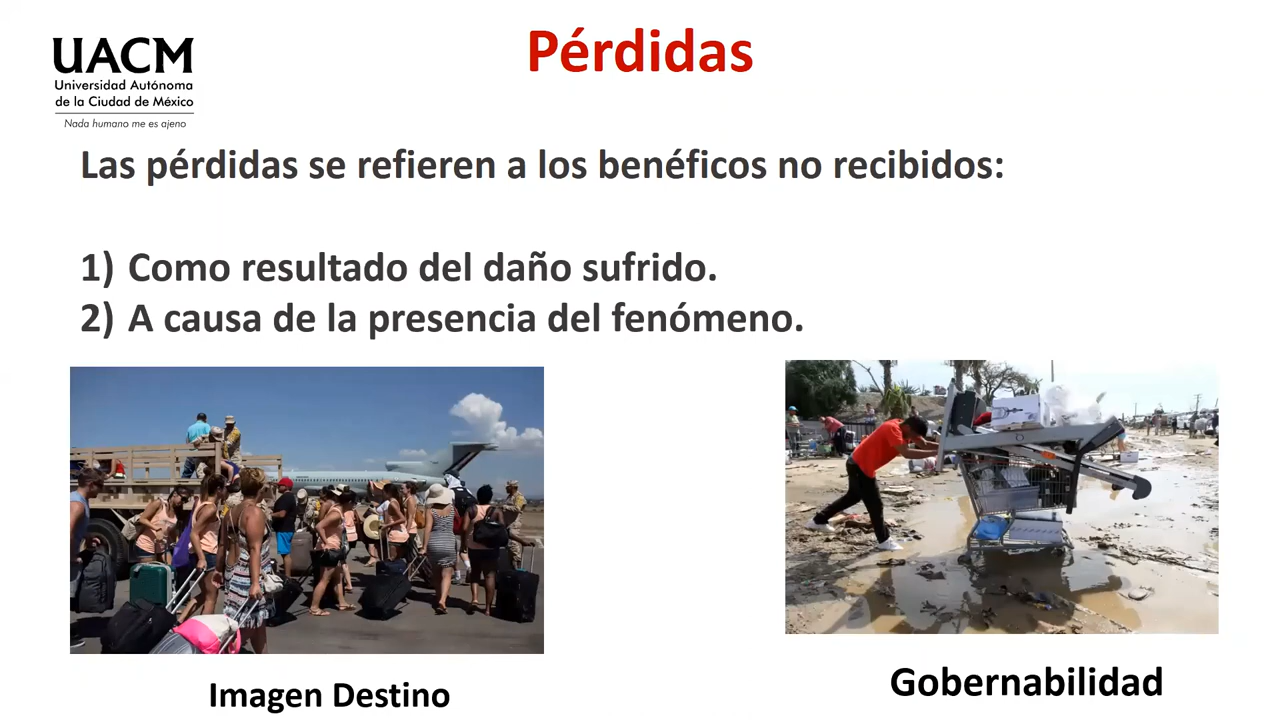 UACM
Universidad Autónoma
de la Ciudad de México
Nada humano me es ajeno
Pérdidas
Las pérdidas se refieren a los benéficos no recibidos:
1) Como resultado del daño sufrido.
2) A causa de la presencia del fenómeno.
Imagen Destino
Gobernabilidad